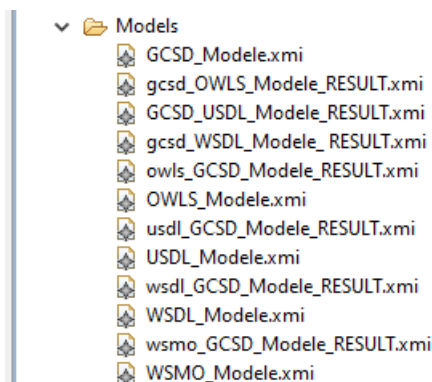 Models
GCSD_Modele.xmi
gcsd_OWLS_Modele_RESULT.xmi
GCSD_USDL_Modele_RESULT.xmi
gcsd_WSDL_Modele_ RESULT.xmi
owls_GCSD_Modele_RESULT.xmi
OWLS_Modele.xmi
usdl_GCSD_Modele_RESULT.xmi
USDL_Modele.xmi
wsdl_GCSD_Modele_RESULT.xmi
WSDL_Modele.xmi
wsmo_GCSD_Modele_RESULT.xmi
WSMO_Modele.xmi